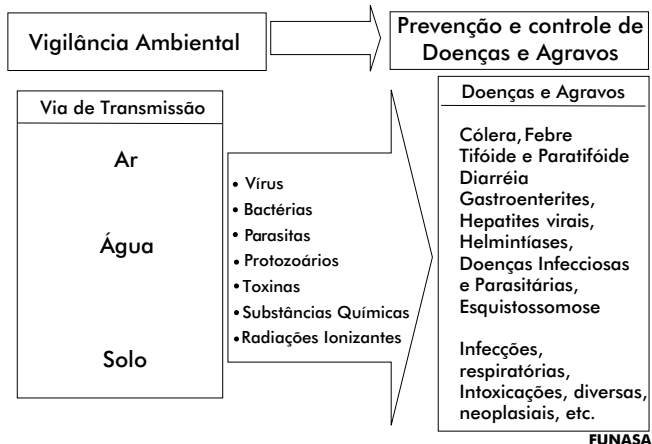 Vigilância Ambiental
Prevenção e controle de
Doenças e Agravos
Via de Transmissão
Ar
Água
Solo
• Vírus
• Bactérias
• Parasitas
• Protozoários
• Toxinas
• Substâncias Químicas
• Radiações Ionizantes
Doenças e Agravos
Cólera, Febre
Tifóide e Paratifóide
Diarréia
Gastroenterites,
Hepatites virais,
Helmintíases,
Doenças Infecciosas
e Parasitárias,
Esquistossomose
Infecções,
respiratórias,
Intoxicações, diversas,
neoplasiais, etc.
FUNASA